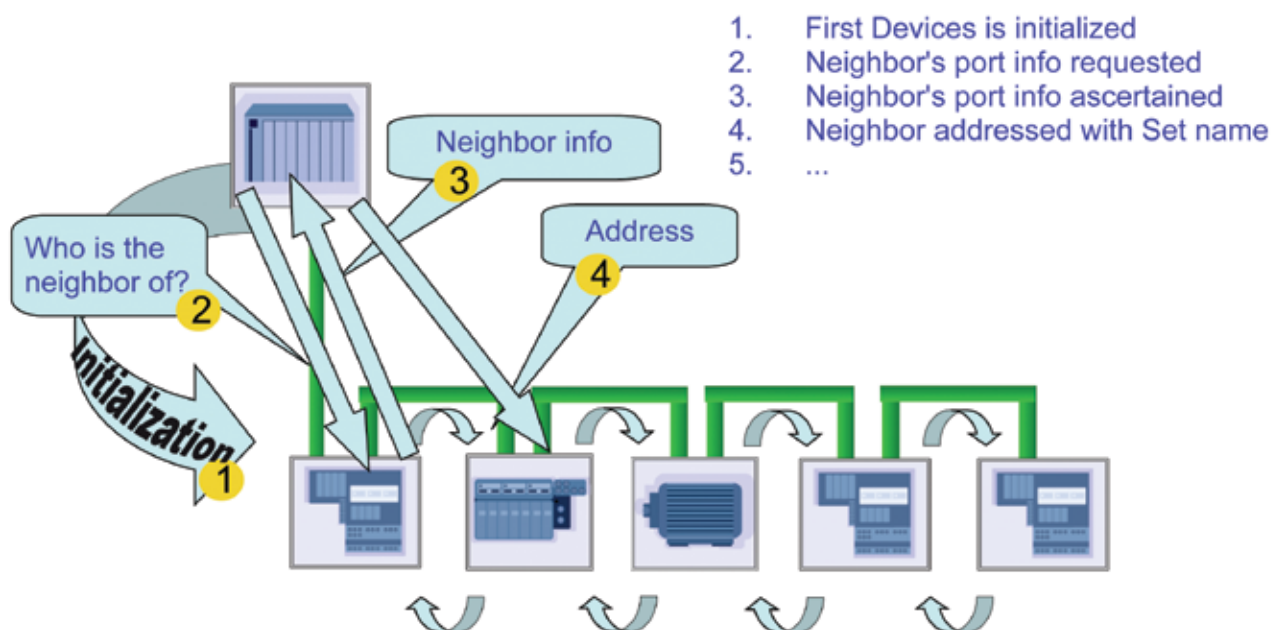 1. First Devices is initialized
2. Neighbor's port info requested
3. Neighbor's port info ascertained
4. Neighbor addressed with Set name
5. ...
Neighbor info
3
Who is the
neighbor of?
2
Address
4
Initialization
1